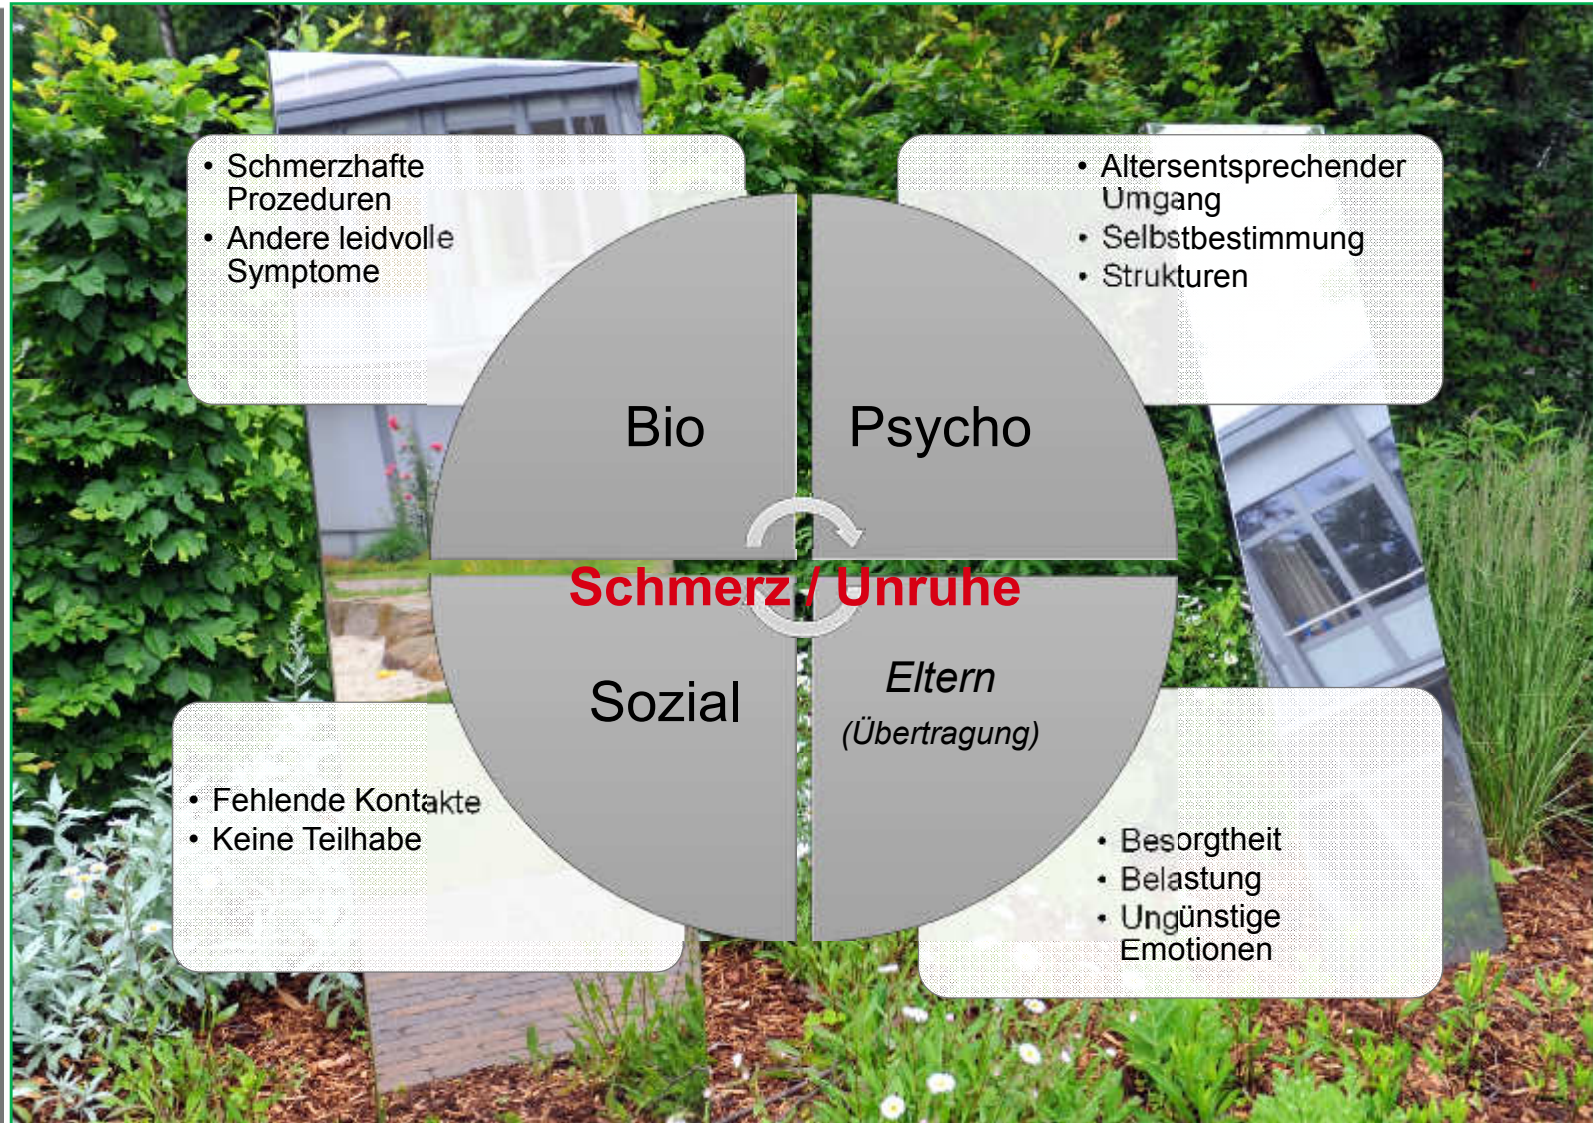 • Schmerzhafte
Prozeduren
• Andere leidvolle
Symptome
• Altersentsprechender
Umgang
• Selbstbestimmung
• Strukturen
Bio
Psycho
Schmerz / Unruhe
Sozial
Eltern
(Übertragung)
• Fehlende Kontakte
• Keine Teilhabe
• Besorgtheit
• Belastung
• Ungünstige
Emotionen